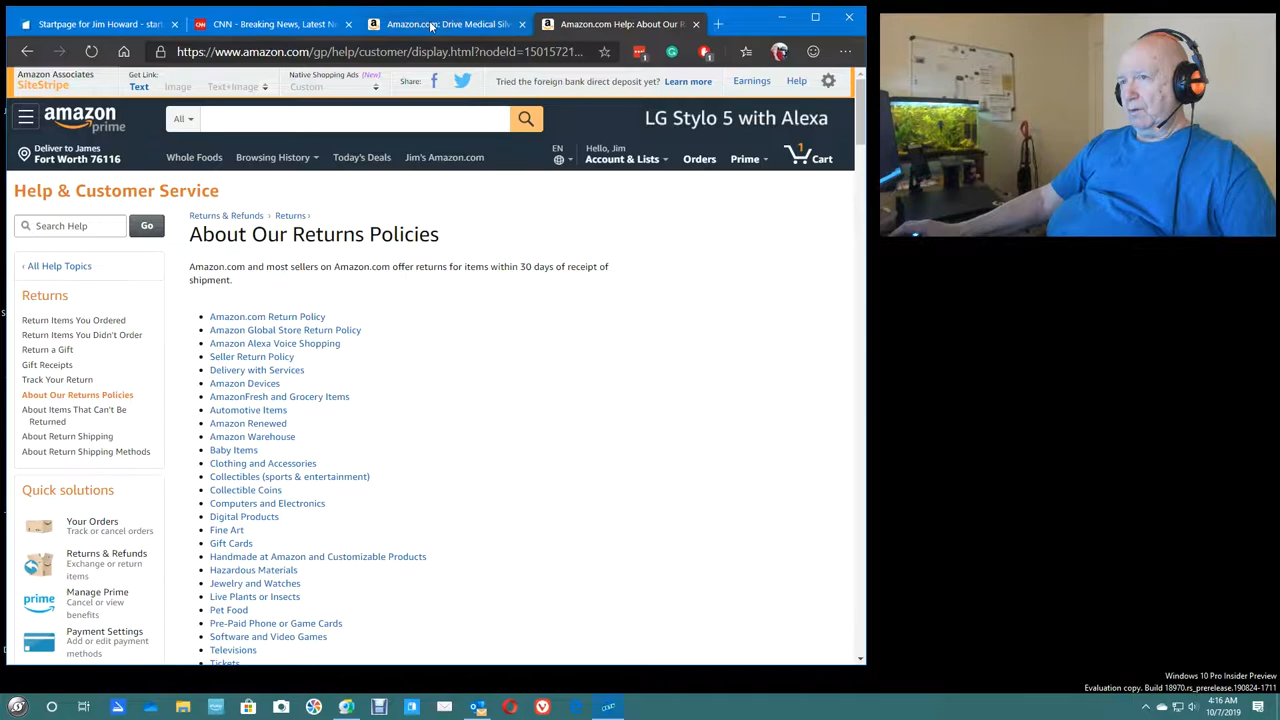 Startpage for Jim Howard - start
CNN - Breaking News, Latest Ne
Amazon.com: Drive Medical Silv
Amazon.com Help: About Our R
https://www.amazon.com/gp/help/customer/display.html?nodeId=15015721...
Amazon Associates
SiteStripe
Get Link:
Text Image Text+Image
Native Shopping Ads (New)
Custom
Share:
Tried the foreign bank direct deposit yet? Learn more
Earnings
Help
amazon
prime
All
LG Stylo 5 with Alexa
Deliver to James
Fort Worth 76116
Whole Foods
Browsing History
Today's Deals
Jim's Amazon.com
EN
Hello, Jim
Account & Lists
Orders
Prime
1
Cart
Help & Customer Service
Search Help
Go
‹ All Help Topics
Returns
Return Items You Ordered
Return Items You Didn't Order
Return a Gift
Gift Receipts
Track Your Return
About Our Returns Policies
About Items That Can't Be
Returned
About Return Shipping
About Return Shipping Methods
Quick solutions
Your Orders
Track or cancel orders
Returns & Refunds
Exchange or return
items
prime
Manage Prime
Cancel or view
benefits
Payment Settings
Add or edit payment
methods
Returns & Refunds › Returns ›
About Our Returns Policies
Amazon.com and most sellers on Amazon.com offer returns for items within 30 days of receipt of
shipment.
• Amazon.com Return Policy
• Amazon Global Store Return Policy
• Amazon Alexa Voice Shopping
• Seller Return Policy
• Delivery with Services
• Amazon Devices
• AmazonFresh and Grocery Items
• Automotive Items
• Amazon Renewed
• Amazon Warehouse
• Baby Items
• Clothing and Accessories
• Collectibles (sports & entertainment)
• Collectible Coins
• Computers and Electronics
• Digital Products
• Fine Art
• Gift Cards
• Handmade at Amazon and Customizable Products
• Hazardous Materials
• Jewelry and Watches
• Live Plants or Insects
• Pet Food
• Pre-Paid Phone or Game Cards
• Software and Video Games
• Televisions
• Tickets
Windows 10 Pro Insider Preview
Evaluation copy. Build 18970.rs_prerelease.190824-1711
4:16 AM
10/7/2019